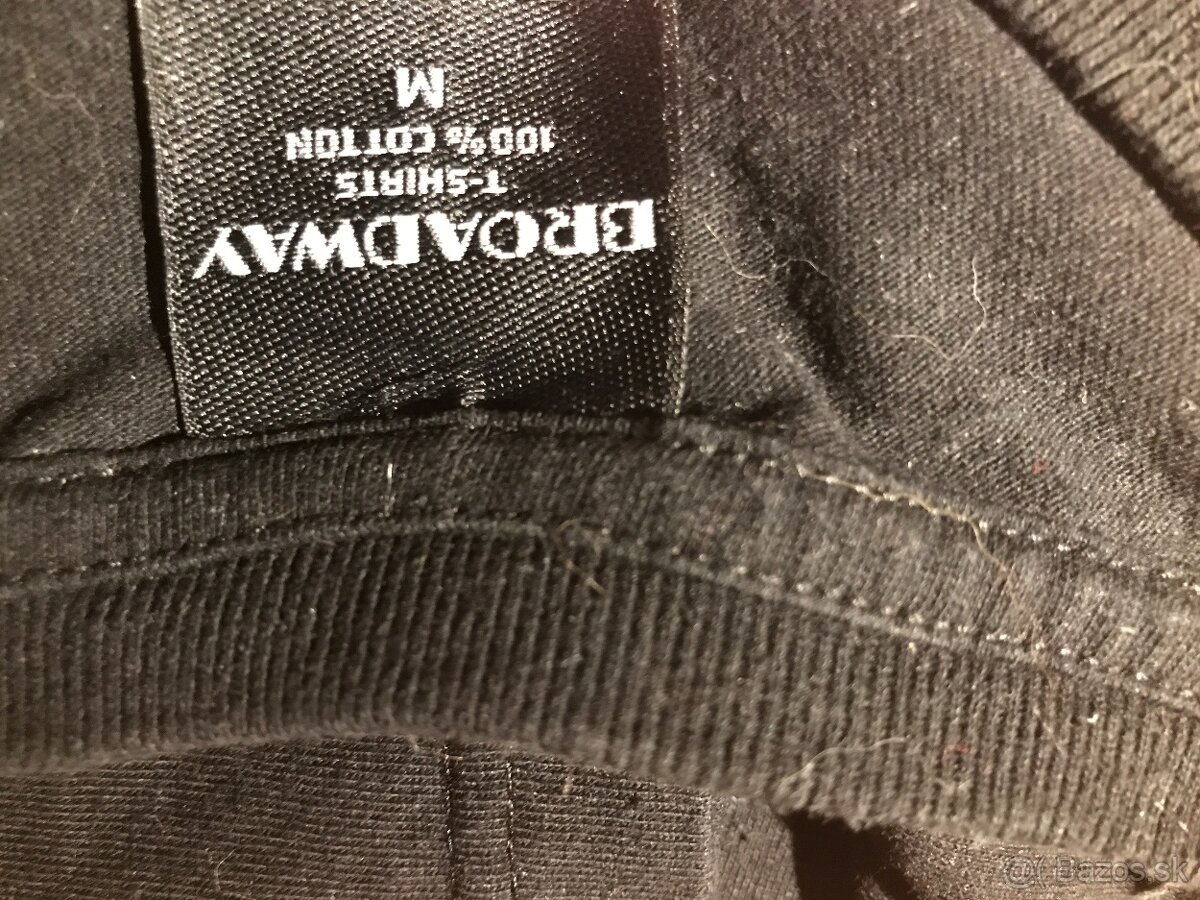 BROADWAY
T-SHIRTS
100% COTTON
M
@( Bazos.sk